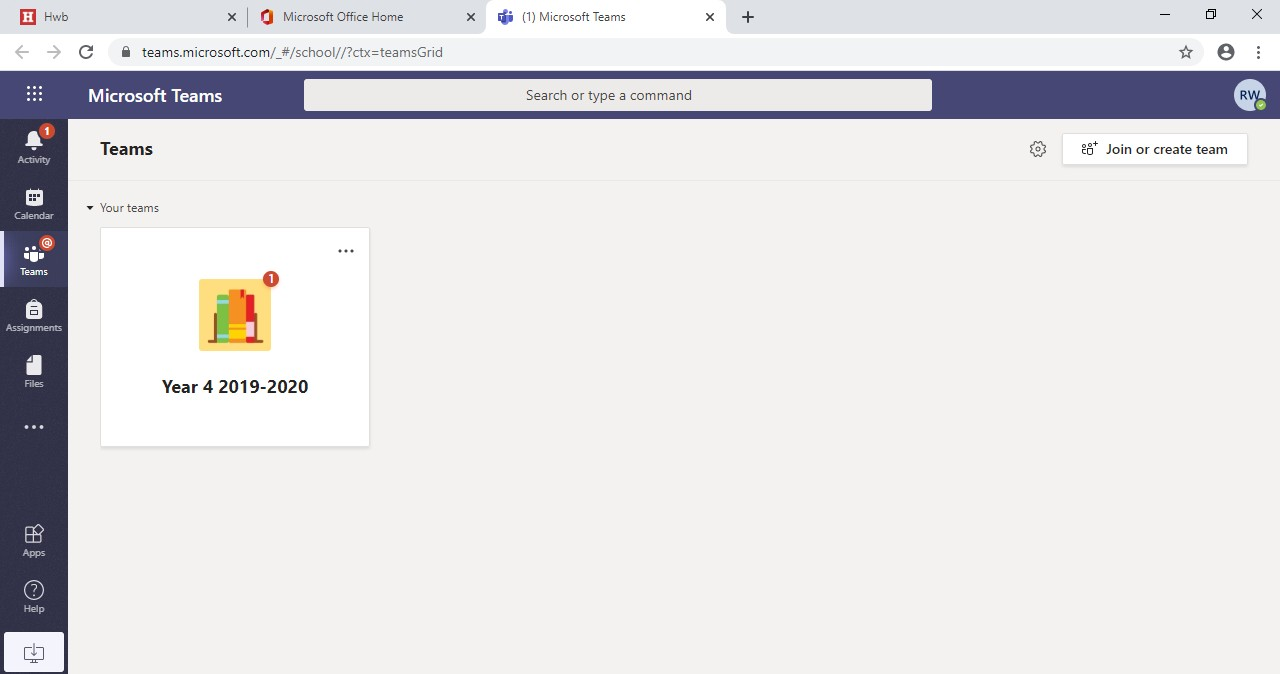 Hwb
Microsoft Office Home
(1) Microsoft Teams
teams.microsoft.com/_#/school//?ctx=teamsGrid
Microsoft Teams
Search or type a command
RW
1
Activity
Calendar
@
Teams
Assignments
Files
Apps
Help
Teams
Join or create team
Your teams
1
Year 4 2019-2020